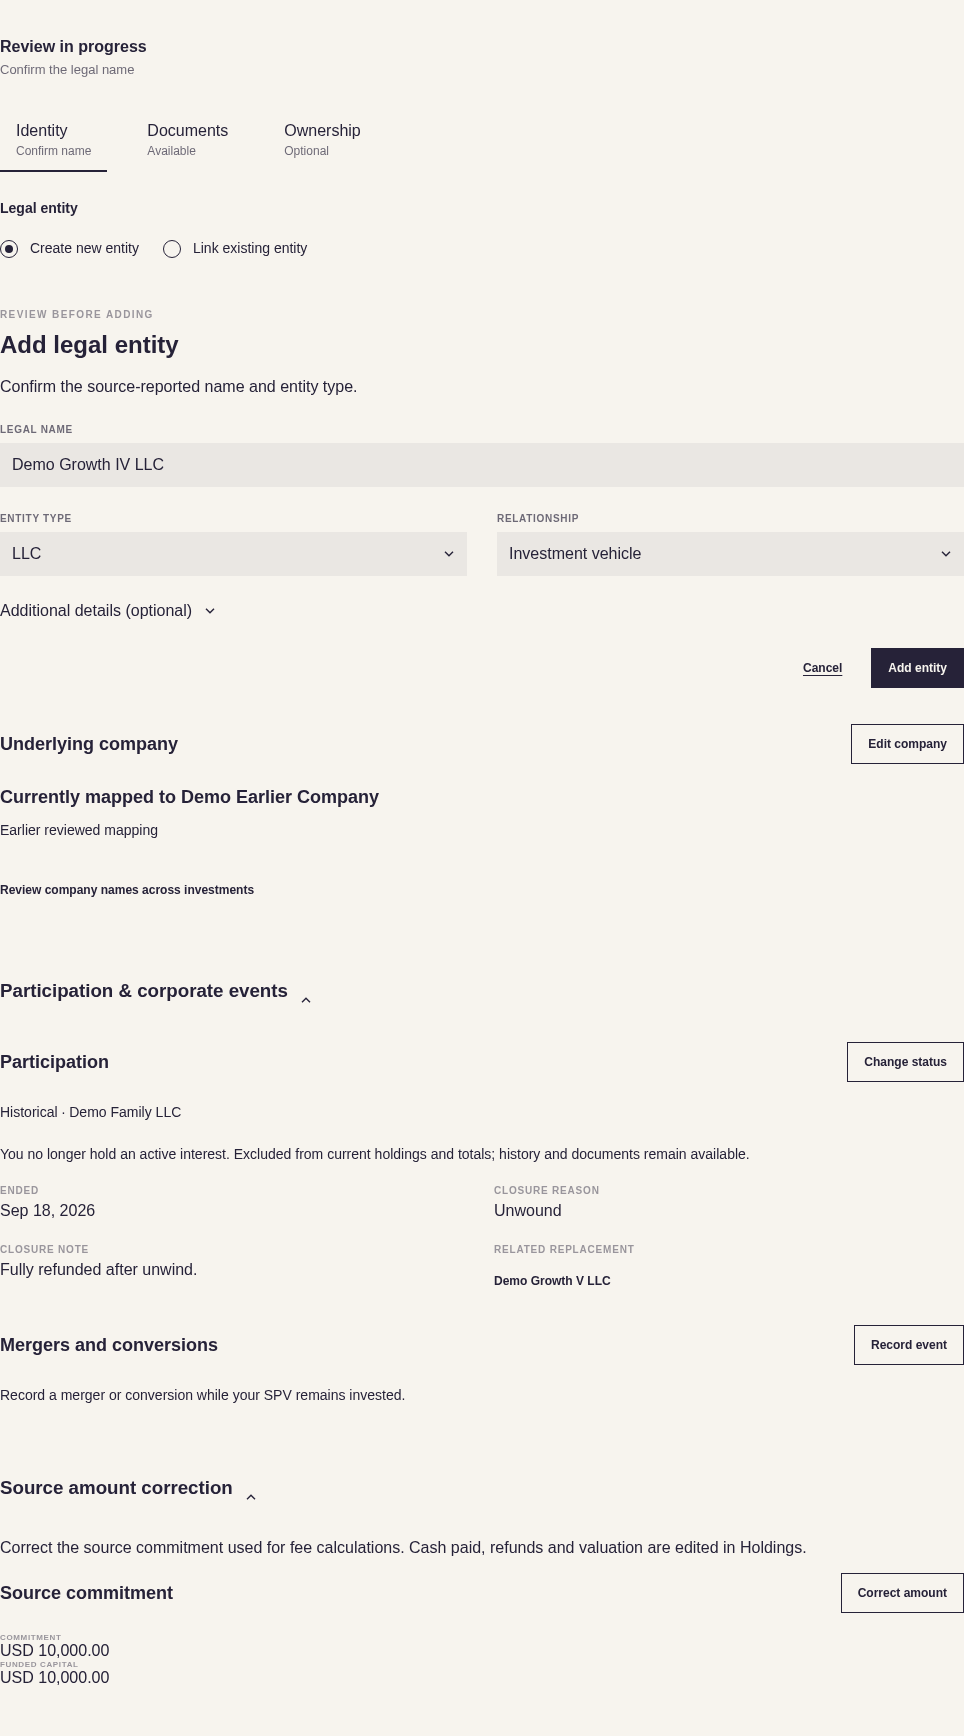 Review in progress
Confirm the legal name
Identity
Confirm name
Documents
Available
Ownership
Optional
Legal entity
Create new entity
Link existing entity
REVIEW BEFORE ADDING
Add legal entity
Confirm the source-reported name and entity type.
LEGAL NAME
Demo Growth IV LLC
ENTITY TYPE
LLC
RELATIONSHIP
Investment vehicle
Additional details (optional)
Cancel
Add entity
Underlying company
Edit company
Currently mapped to Demo Earlier Company
Earlier reviewed mapping
Review company names across investments
Participation & corporate events
Participation
Change status
Historical · Demo Family LLC
You no longer hold an active interest. Excluded from current holdings and totals; history and documents remain available.
ENDED
Sep 18, 2026
CLOSURE REASON
Unwound
CLOSURE NOTE
Fully refunded after unwind.
RELATED REPLACEMENT
Demo Growth V LLC
Mergers and conversions
Record event
Record a merger or conversion while your SPV remains invested.
Source amount correction
Correct the source commitment used for fee calculations. Cash paid, refunds and valuation are edited in Holdings.
Source commitment
Correct amount
COMMITMENT
USD 10,000.00
FUNDED CAPITAL
USD 10,000.00